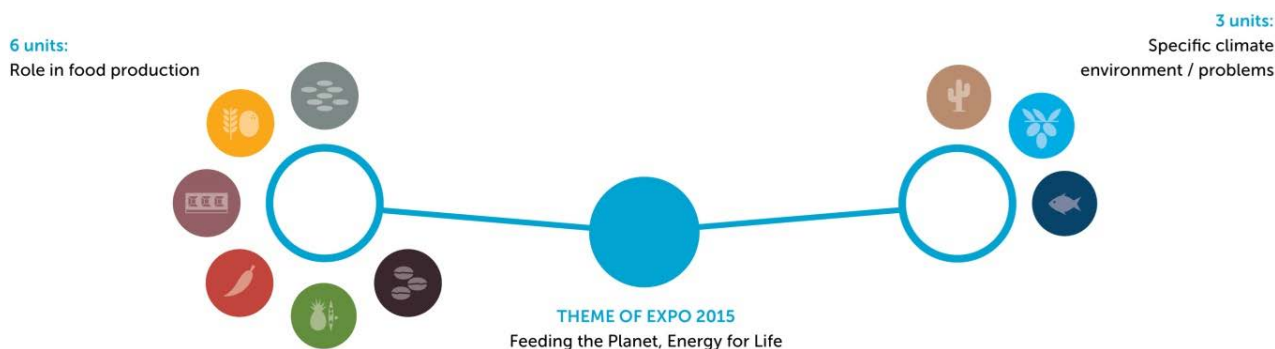 6 units:
Role in food production
3 units:
Specific climate
environment / problems
THEME OF EXPO 2015
Feeding the Planet, Energy for Life